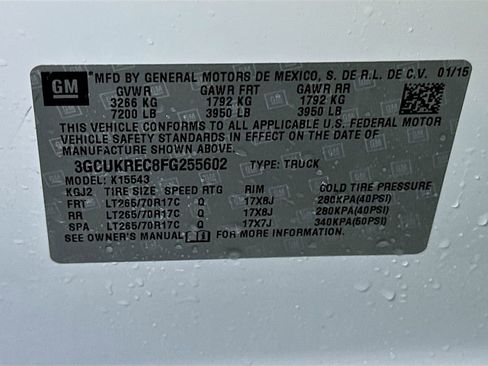 GM
MFD BY GENERAL MOTORS DE MEXICO, S. DE R.L. DE C.V. 01/15
GVWR GAWR FRT GAWR RR
3266 KG 1792 KG 1792 KG
7200 LB 3950 LB 3950 LB
THIS VEHICLE CONFORMS TO ALL APPLICABLE U.S. FEDERAL MOTOR
VEHICLE SAFETY STANDARDS IN EFFECT ON THE DATE OF
MANUFACTURE SHOWN ABOVE.
3GCUKREC8FG255602 TYPE: TRUCK
MODEL: K15543
KGJ2 TIRE SIZE SPEED RTG RIM COLD TIRE PRESSURE
FRT LT265/70R17C Q 17X8J 280KPA(40PSI)
RR LT265/70R17C Q 17X8J 280KPA(40PSI)
SPA LT265/70R17C Q 17X7J 340KPA(50PSI)
SEE OWNER'S MANUAL FOR MORE INFORMATION.